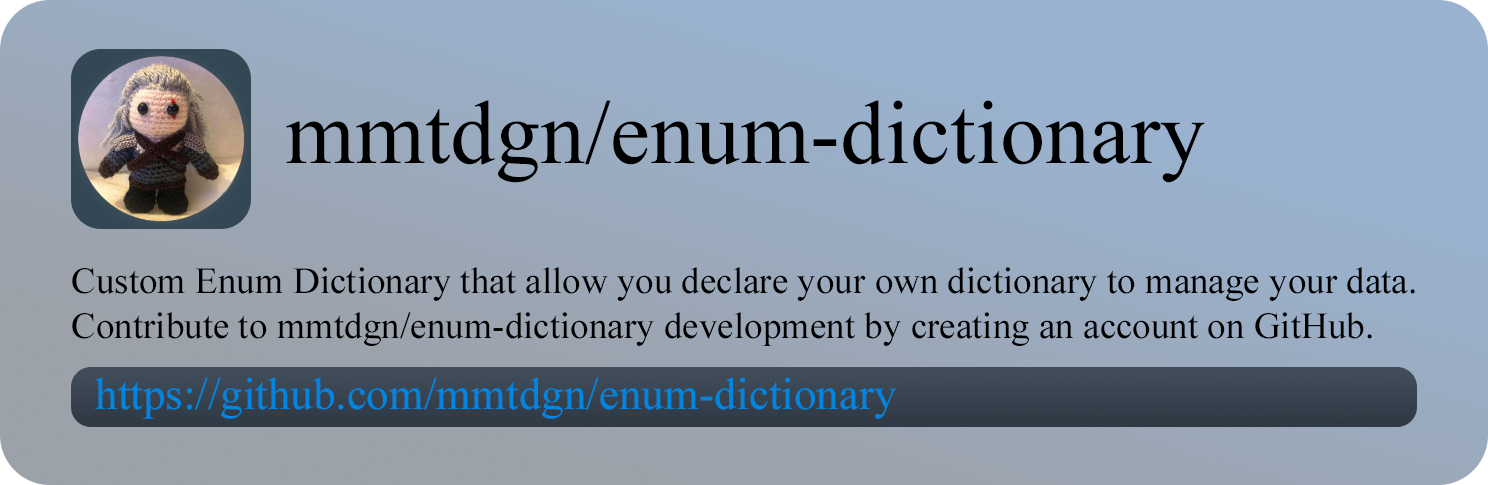 mmtdgn/enum-dictionary
Custom Enum Dictionary that allow you declare your own dictionary to manage your data.
Contribute to mmtdgn/enum-dictionary development by creating an account on GitHub.
https://github.com/mmtdgn/enum-dictionary